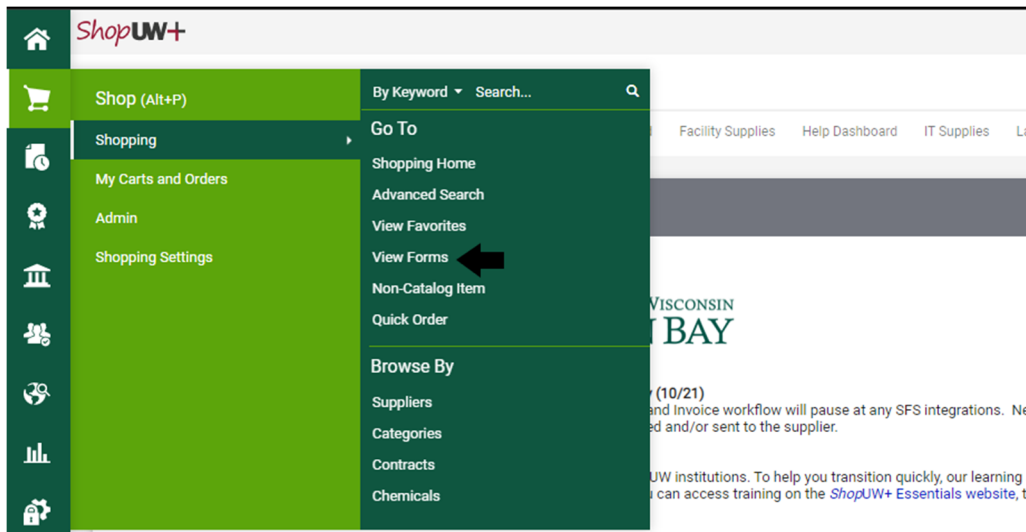 ShopUW+
Shop (Alt+P)
Shopping
My Carts and Orders
Admin
Shopping Settings
By Keyword Search...
Go To
Shopping Home
Advanced Search
View Favorites
View Forms
Non-Catalog Item
Quick Order
Browse By
Suppliers
Categories
Contracts
Chemicals
Facility Supplies Help Dashboard IT Supplies
WISCONSIN
BAY
(10/21)
and Invoice workflow will pause at any SFS integrations.
and/or sent to the supplier.
UW institutions. To help you transition quickly, our learning
can access training on the ShopUW+ Essentials website,